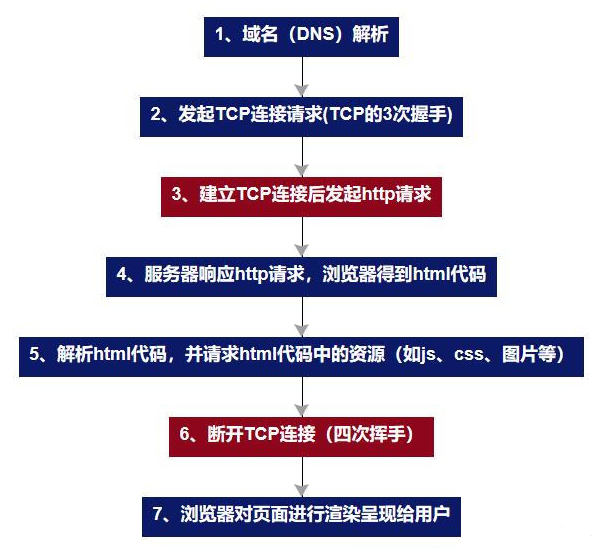 1、域名（DNS）解析
2、发起TCP连接请求(TCP的3次握手)
3、建立TCP连接后发起http请求
4、服务器响应http请求，浏览器得到html代码
5、解析html代码，并请求html代码中的资源（如js、css、图片等）
6、断开TCP连接（四次挥手）
7、浏览器对页面进行渲染呈现给用户